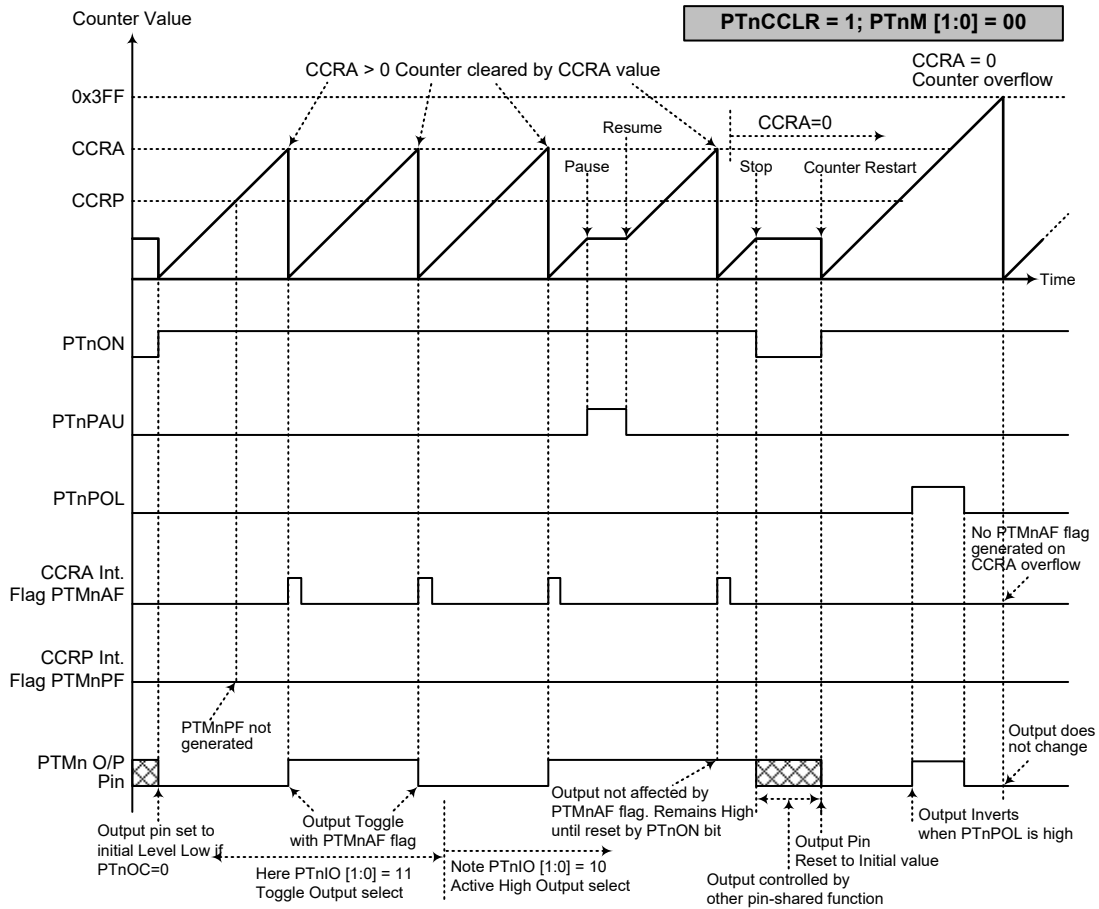 Counter Value
PTnCCLR = 1; PTnM [1:0] = 00
CCRA > 0 Counter cleared by CCRA value
CCRA = 0
Counter overflow
0x3FF
Resume
CCRA=0
CCRA
Pause
Stop
Counter Restart
CCRP
Time
PTnON
PTnPAU
PTnPOL
No PTMnAF flag
generated on
CCRA overflow
CCRA Int.
Flag PTMnAF
CCRP Int.
Flag PTMnPF
PTMnPF not
generated
Output does
not change
PTMn O/P
Pin
Output pin set to
initial Level Low if
PTnOC=0
Output Toggle
with PTMnAF flag
Output not affected by
PTMnAF flag. Remains High
until reset by PTnON bit
Output Inverts
when PTnPOL is high
Output Pin
Reset to Initial value
Here PTnIO [1:0] = 11
Toggle Output select
Note PTnIO [1:0] = 10
Active High Output select
Output controlled by
other pin-shared function